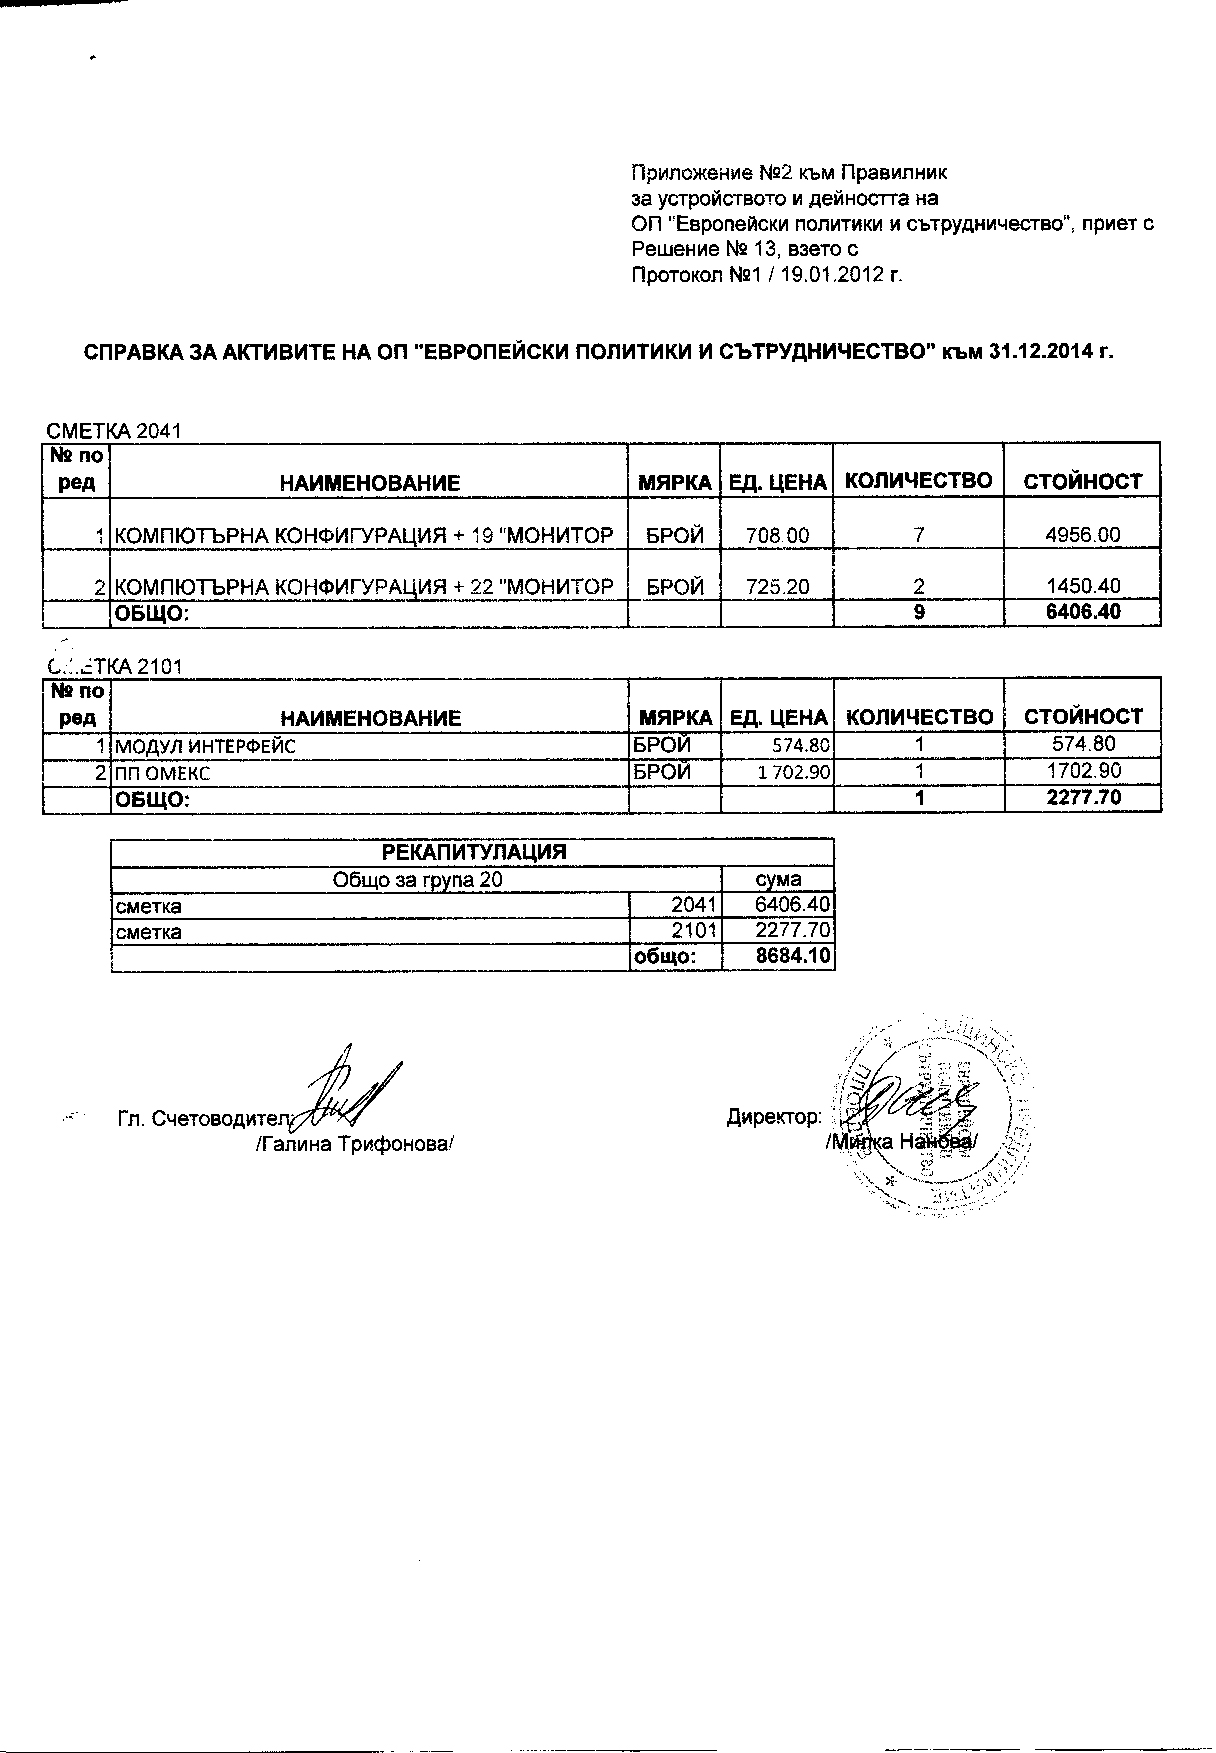 Приложение №2 към Правилник
за устройството и дейността на
ОП "Европейски политики и сътрудничество", приет с
Решение № 13, взето с
Протокол №1 / 19.01.2012 г.
СПРАВКА ЗА АКТИВИТЕ НА ОП "ЕВРОПЕЙСКИ ПОЛИТИКИ И СЪТРУДНИЧЕСТВО" към 31.12.2014 г.
СМЕТКА 2041
№ по ред НАИМЕНОВАНИЕ МЯРКА ЕД. ЦЕНА КОЛИЧЕСТВО СТОЙНОСТ
1 КОМПЮТЪРНА КОНФИГУРАЦИЯ + 19 "МОНИТОР БРОЙ 708.00 7 4956.00
2 КОМПЮТЪРНА КОНФИГУРАЦИЯ + 22 "МОНИТОР БРОЙ 725.20 2 1450.40
ОБЩО: 9 6406.40
СМЕТКА 2101
№ по ред НАИМЕНОВАНИЕ МЯРКА ЕД. ЦЕНА КОЛИЧЕСТВО СТОЙНОСТ
1 МОДУЛ ИНТЕРФЕЙС БРОЙ 574.80 1 574.80
2 ПП ОМЕКС БРОЙ 1 702.90 1 1702.90
ОБЩО: 1 2277.70
РЕКАПИТУЛАЦИЯ
Общо за група 20 сума
сметка 2041 6406.40
сметка 2101 2277.70
общо: 8684.10
Гл. Счетоводител: Директор:
/Галина Трифонова/ /Милка Нанова/